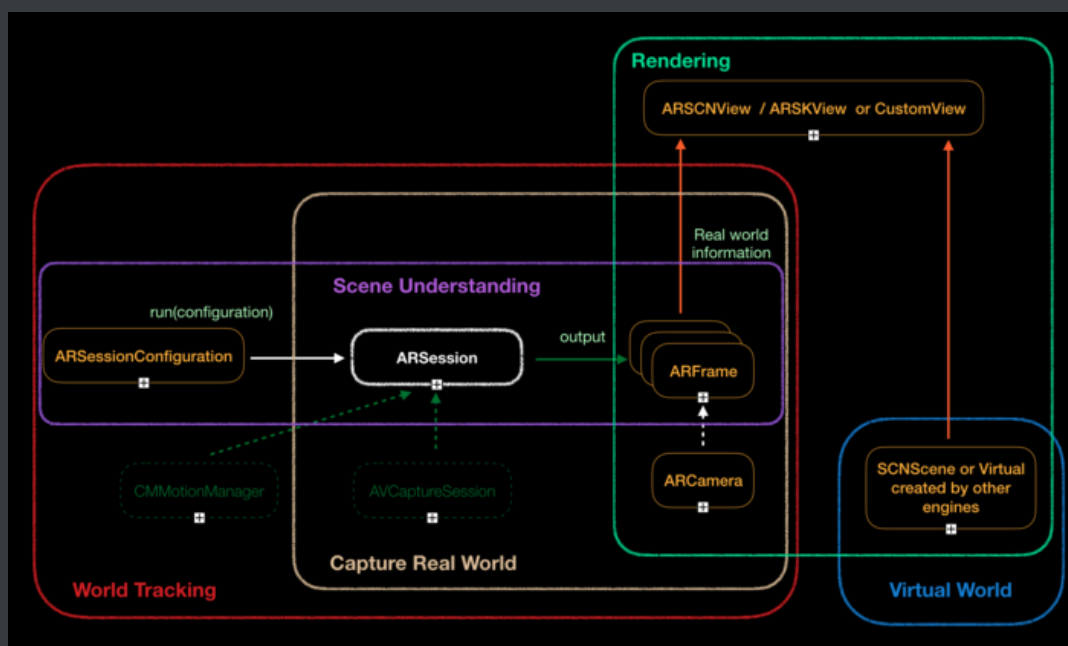 Rendering
ARSCNView / ARSKView or CustomView
Real world
information
Scene Understanding
run(configuration)
ARSessionConfiguration
ARSession
output
ARFrame
CMMotionManager
AVCaptureSession
ARCamera
SCNScene or Virtual
created by other
engines
Capture Real World
World Tracking
Virtual World